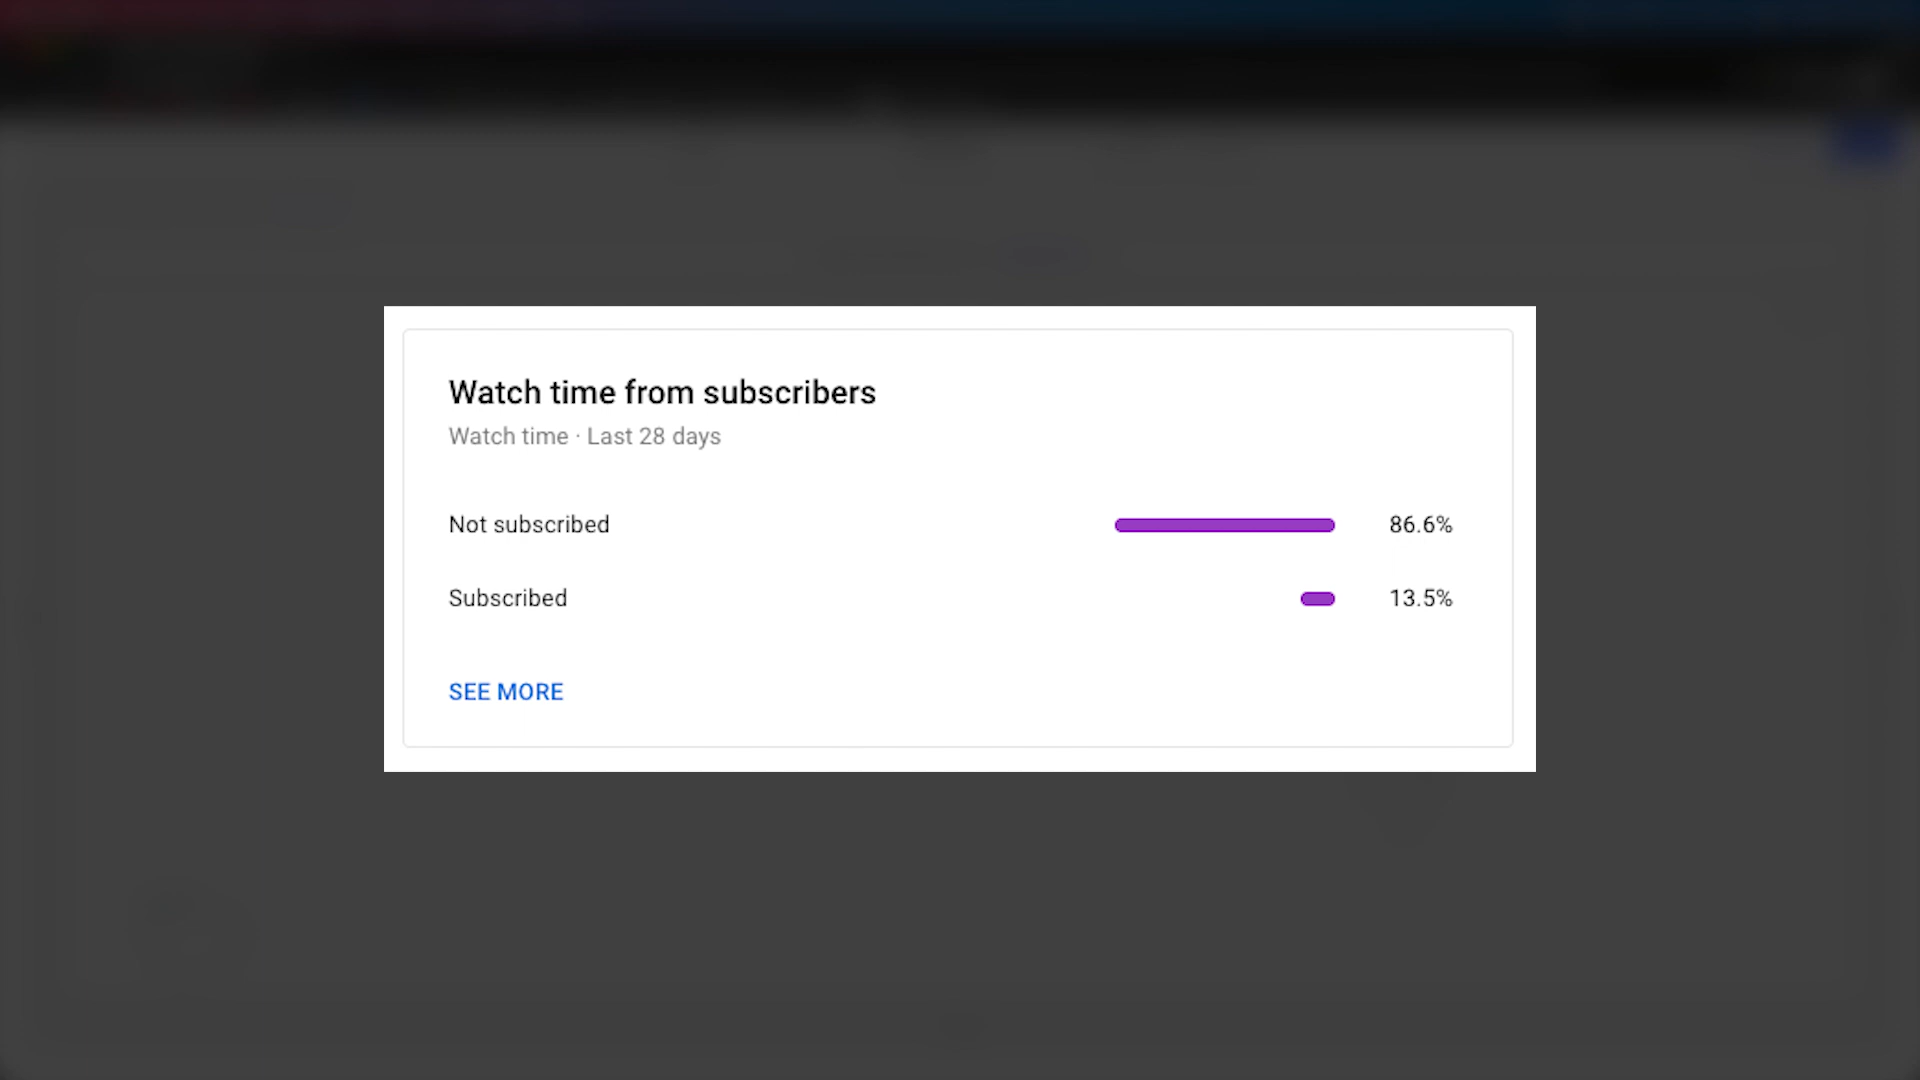 Watch time from subscribers
Watch time · Last 28 days
Not subscribed 86.6%
Subscribed 13.5%
SEE MORE